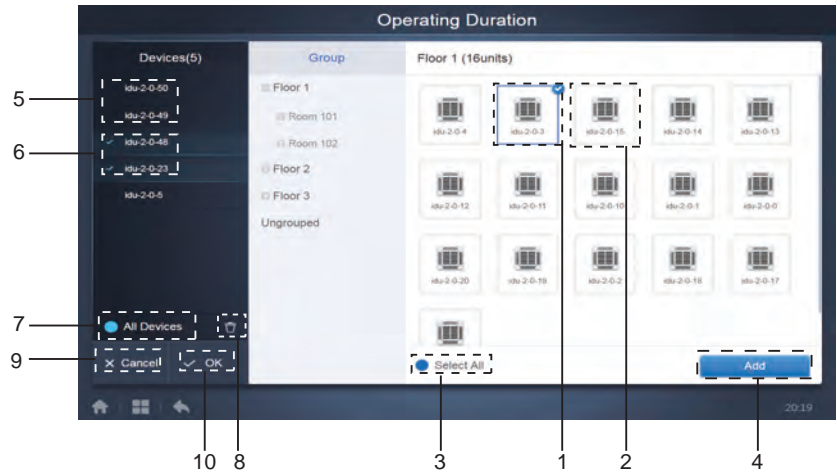 Operating Duration
Devices(5)
Group
Floor 1 (16units)
5
idu-2-0-50
idu-2-0-49
6
idu-2-0-48
idu-2-0-23
idu-2-0-5
Floor 1
Room 101
Room 102
Floor 2
Floor 3
Ungrouped
idu-2-0-4 idu-2-0-3 idu-2-0-15 idu-2-0-14 idu-2-0-13
idu-2-0-12 idu-2-0-11 idu-2-0-10 idu-2-0-1 idu-2-0-0
idu-2-0-20 idu-2-0-19 idu-2-0-2 idu-2-0-18 idu-2-0-17
7
All Devices
9
Cancel
OK
Select All
Add
20:19
10 8 3 1 2 4